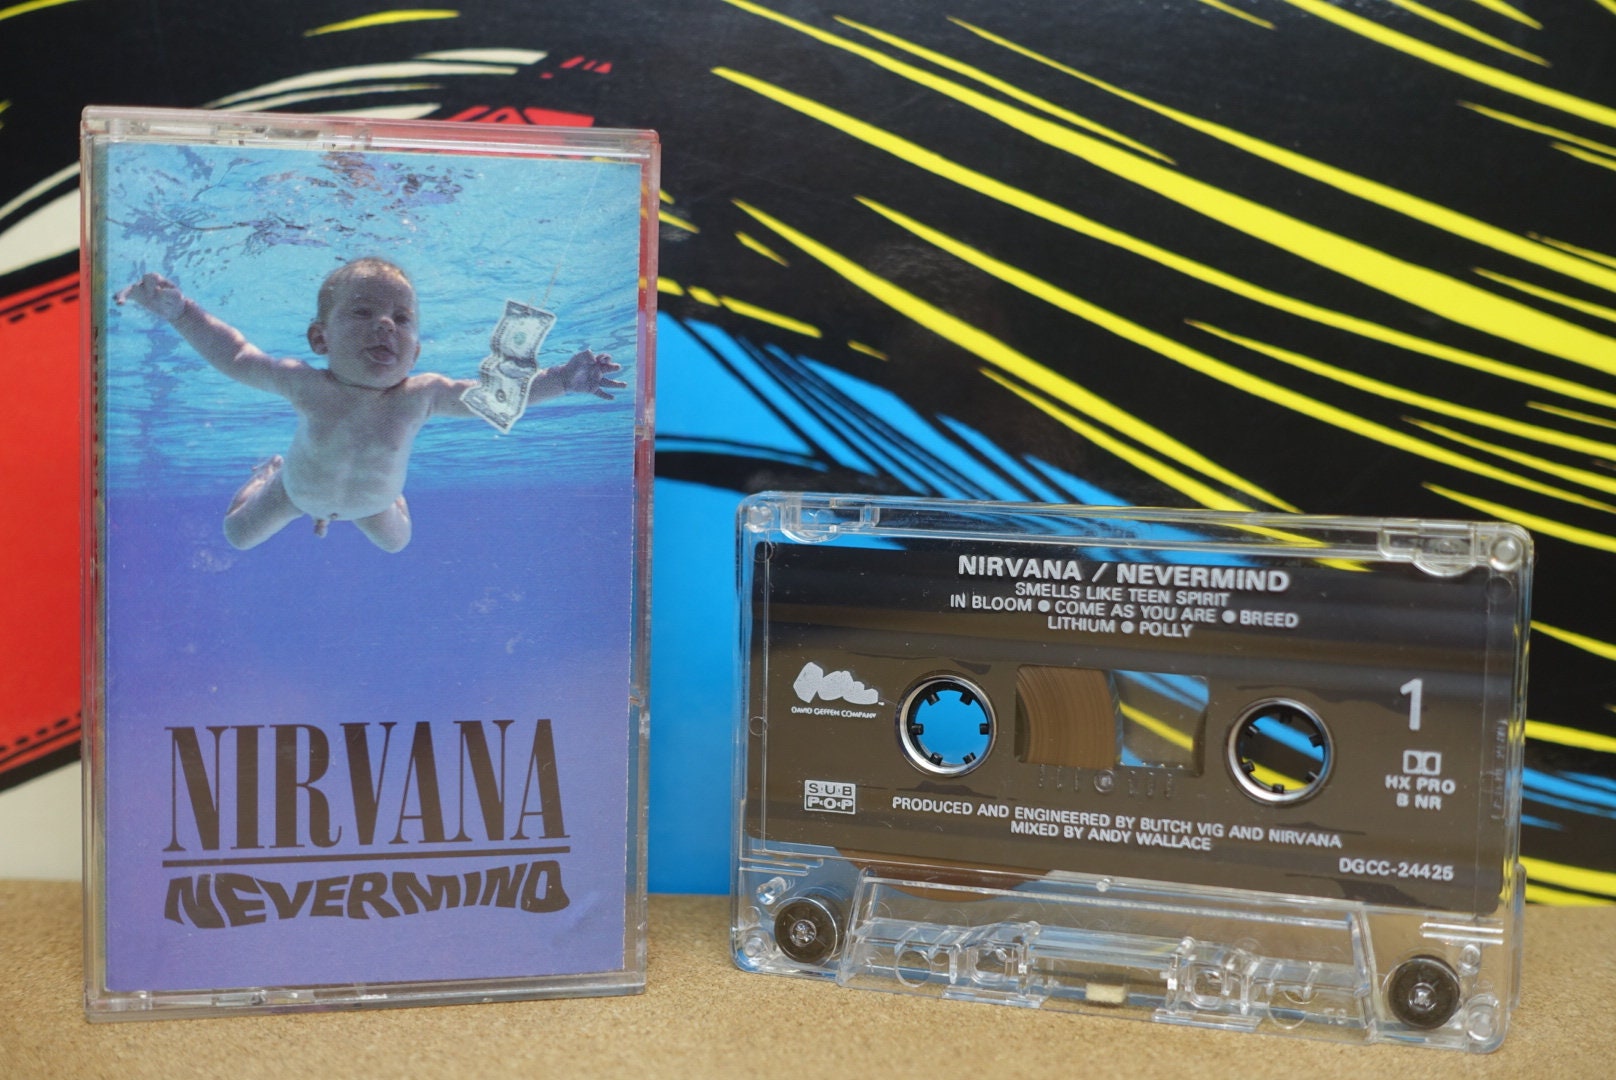 NIRVANA
NEVERMIND
NIRVANA / NEVERMIND
SMELLS LIKE TEEN SPIRIT
IN BLOOM ● COME AS YOU ARE ● BREED
LITHIUM ● POLLY
DAVID GEFFEN COMPANY
1
HX PRO
B NR
SUB
POP
PRODUCED AND ENGINEERED BY BUTCH VIG AND NIRVANA
MIXED BY ANDY WALLACE
DGCC-24425